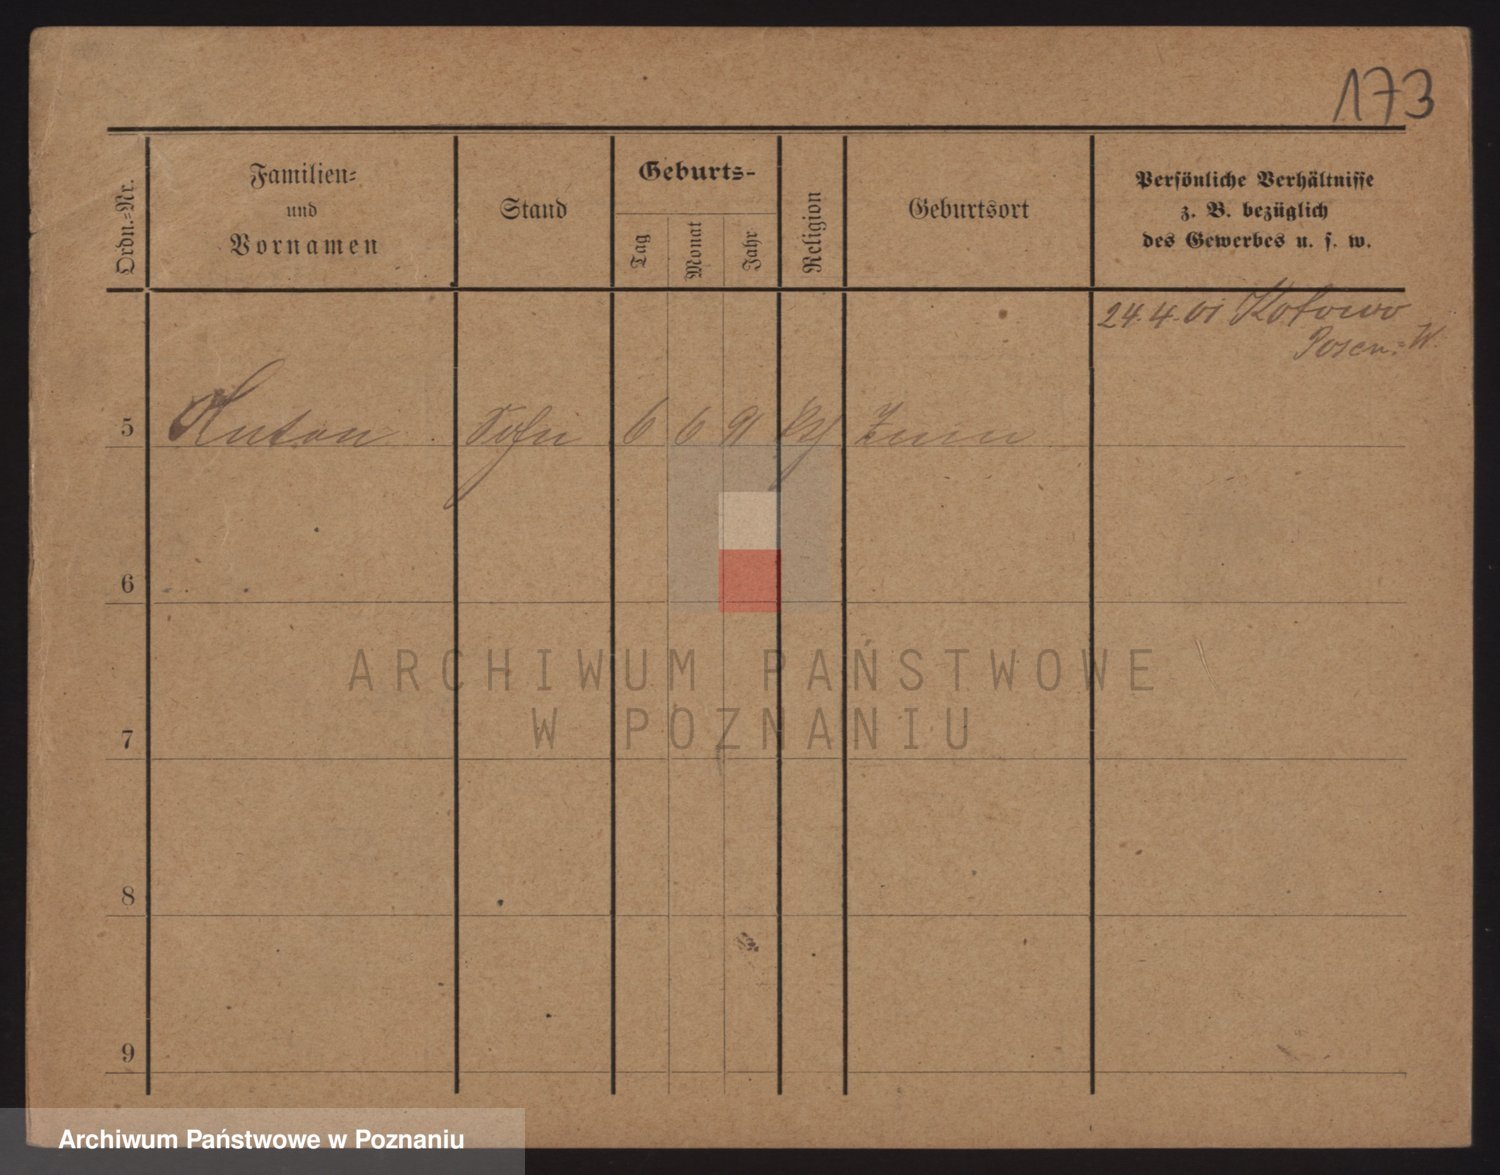 173
Ordn.=Nr.
Familien=
und
Vornamen
Stand
Geburts-
Tag
Monat
Jahr
Religion
Geburtsort
Persönliche Verhältnisse
z. B. bezüglich
des Gewerbes u. s. w.
24.4.01 Kotowo
Posen=W.
5 Anton Sohn 6 6 91
6
7
8
9
ARCHIWUM PAŃSTWOWE
W POZNANIU
Archiwum Państwowe w Poznaniu